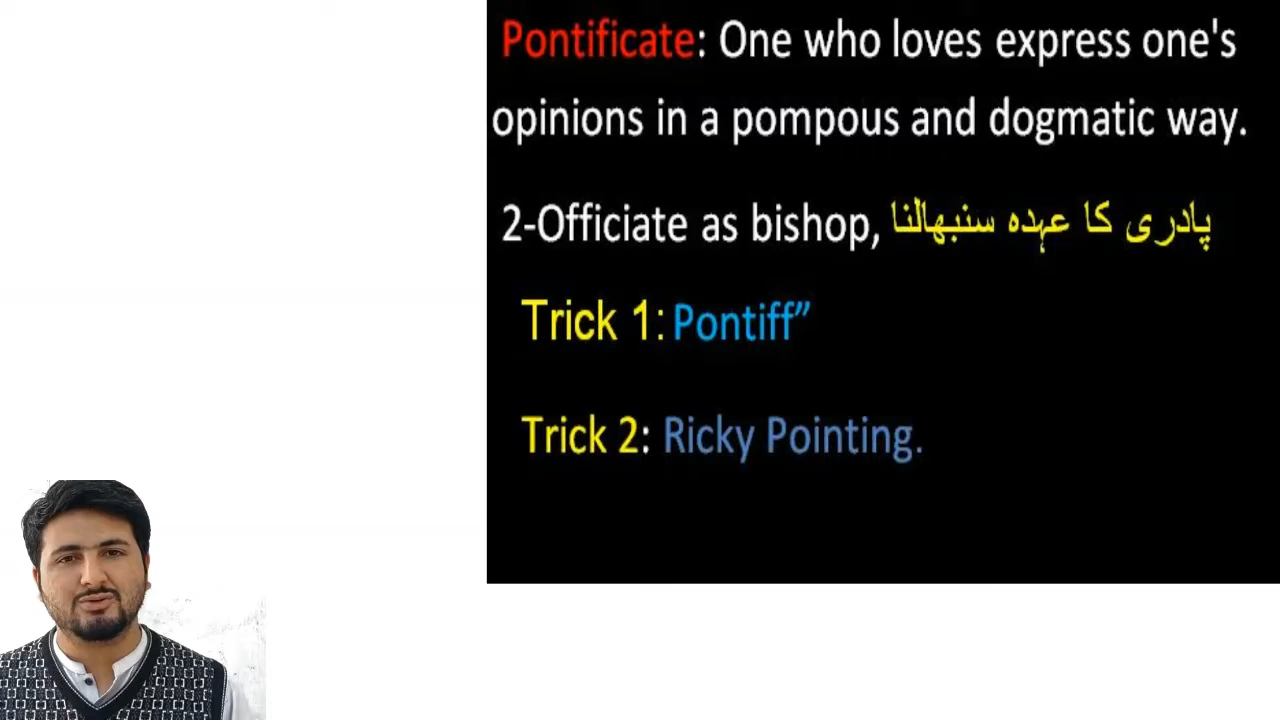 Pontificate: One who loves express one's
opinions in a pompous and dogmatic way.
2-Officiate as bishop, پادری کا عہدہ سنبھالنا
Trick 1: Pontiff”
Trick 2: Ricky Pointing.